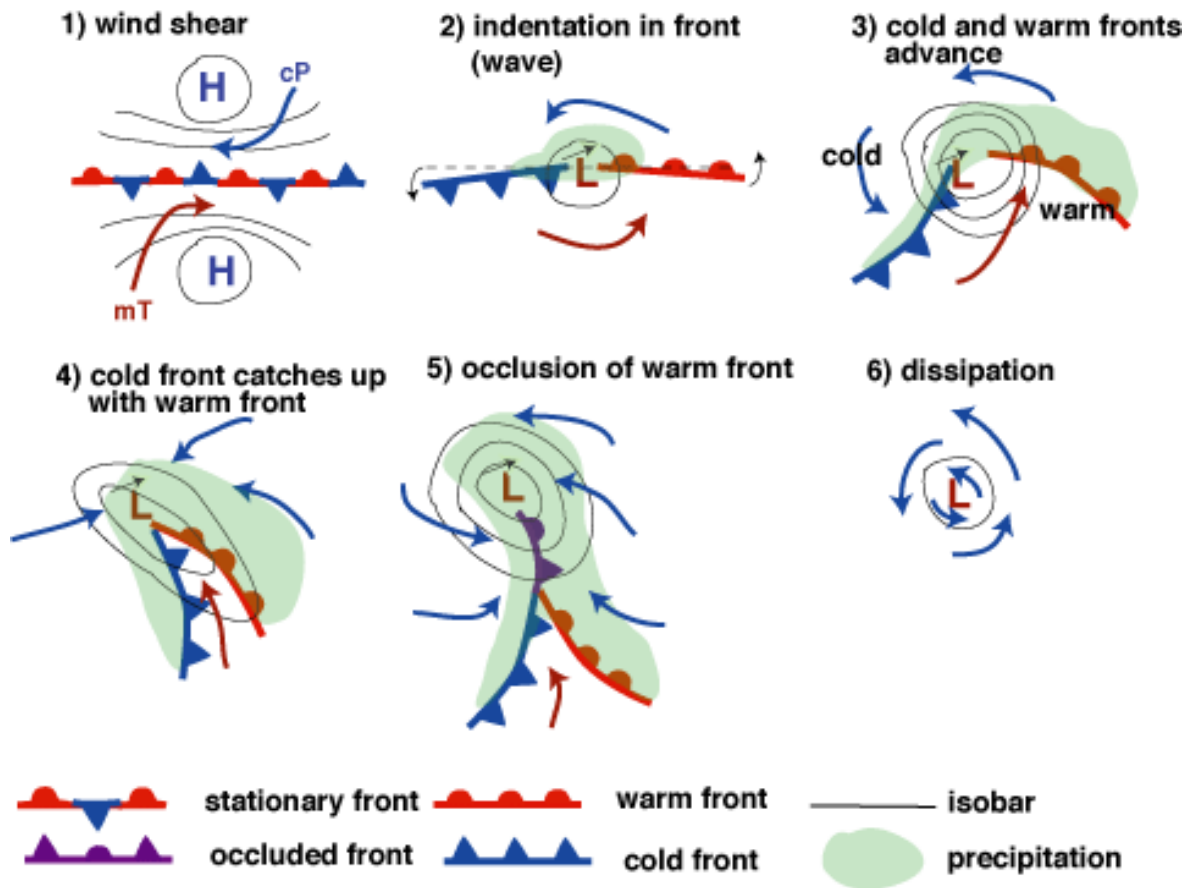 1) wind shear
H
cP
H
mT
2) indentation in front
(wave)
L
3) cold and warm fronts
advance
cold
L
warm
4) cold front catches up
with warm front
L
5) occlusion of warm front
L
6) dissipation
L
stationary front
warm front
isobar
occluded front
cold front
precipitation